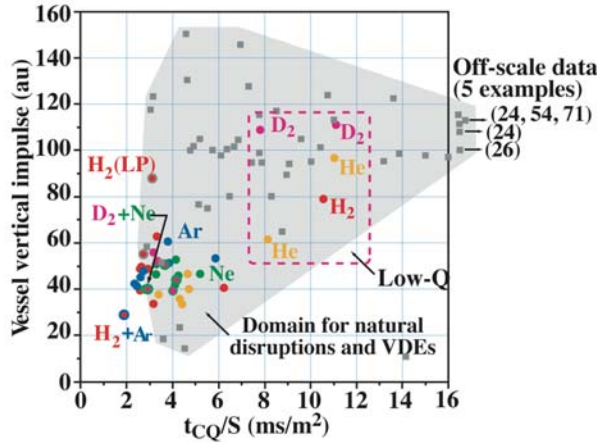 160
140
120
100
80
60
40
20
0
Vessel vertical impulse (au)
Off-scale data
(5 examples)
(24, 54, 71)
(24)
(26)
D2
D2
He
H2(LP)
H2
D2+Ne
Ar
He
Ne
Low-Q
H2+Ar
Domain for natural
disruptions and VDEs
0 2 4 6 8 10 12 14 16
tCQ/S (ms/m²)